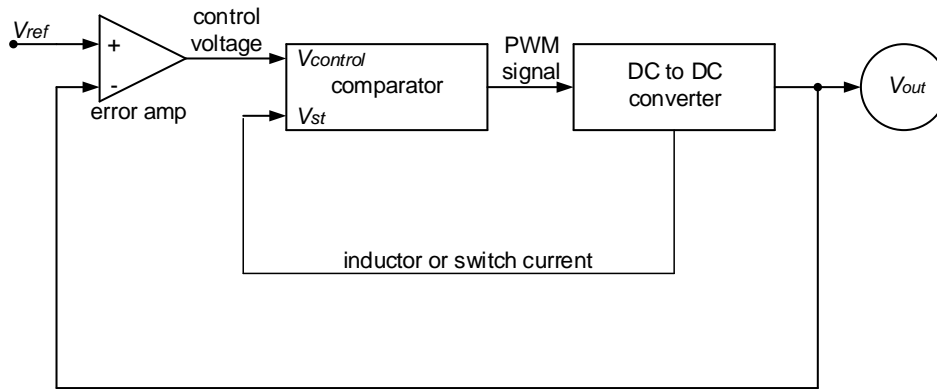 Vref
+
-
error amp
control
voltage
Vcontrol
comparator
Vst
PWM
signal
DC to DC
converter
Vout
inductor or switch current